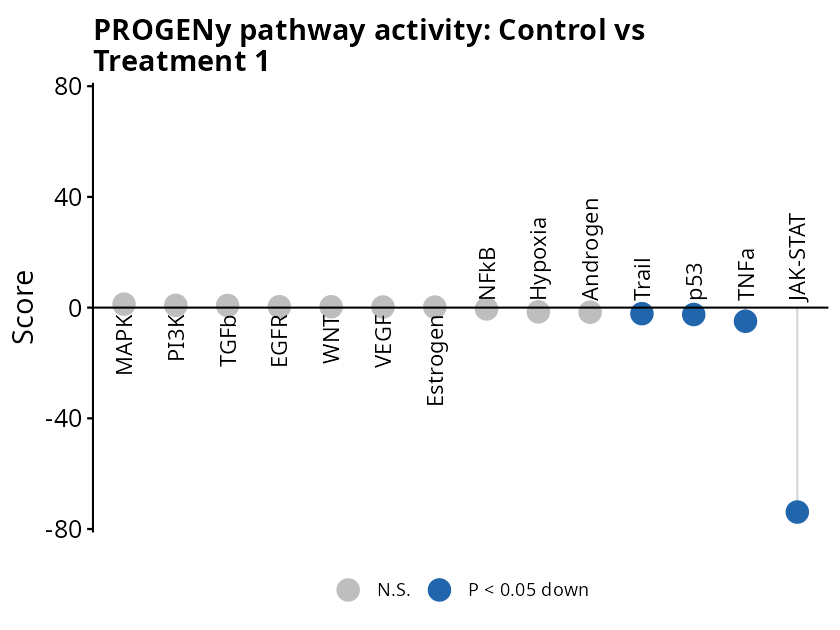 PROGENy pathway activity: Control vs
Treatment 1
Score
80
40
0
-40
-80
MAPK
PI3K
TGFb
EGFR
WNT
VEGF
Estrogen
NFkB
Hypoxia
Androgen
Trail
p53
TNFa
JAK-STAT
N.S.
P < 0.05 down